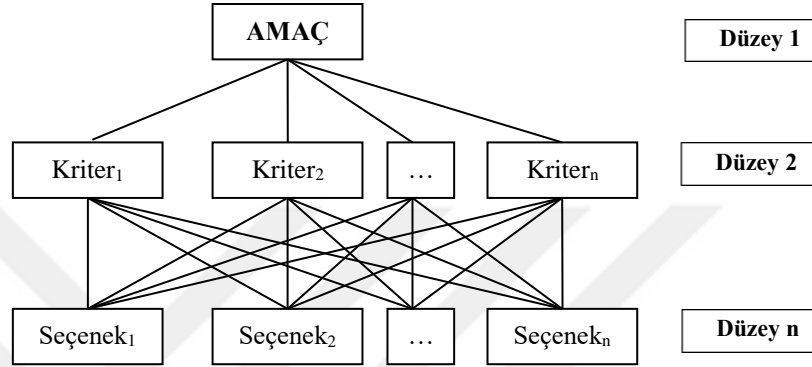 AMAÇ Düzey 1
Kriter₁ Kriter₂ … Kriterₙ Düzey 2
Seçenek₁ Seçenek₂ … Seçenekₙ Düzey n